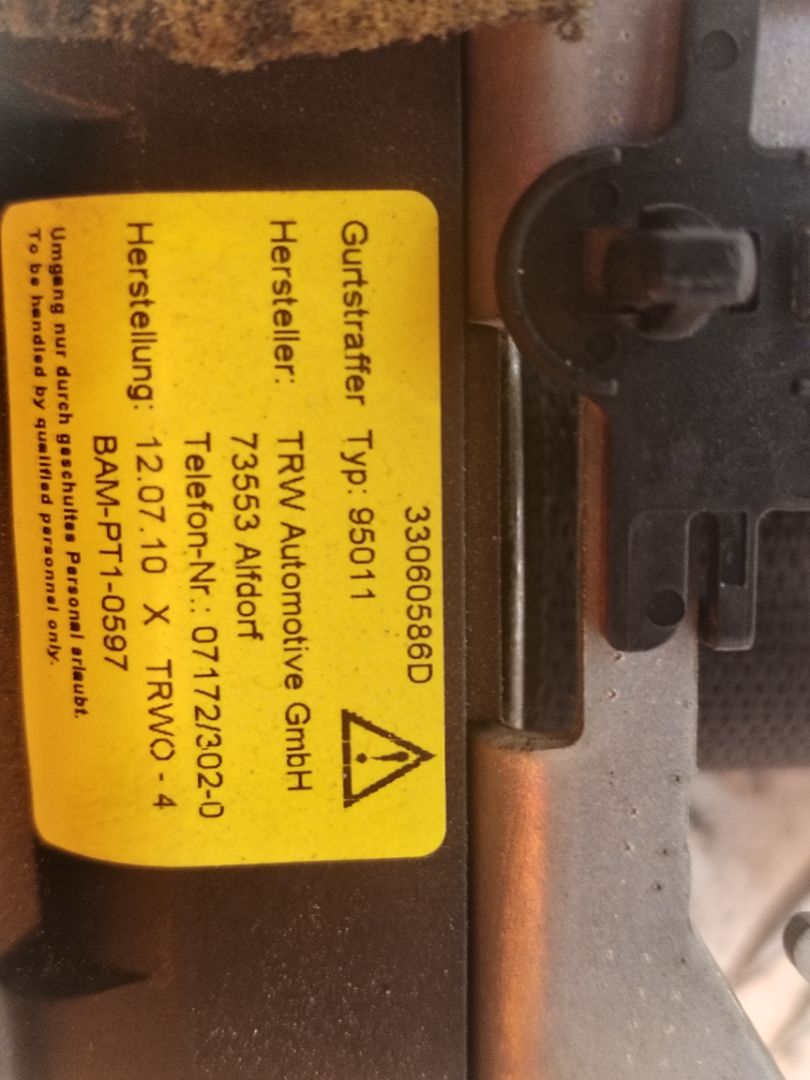 33060586D
Gurtstraffer Typ: 95011
Hersteller: TRW Automotive GmbH
73553 Alfdorf
Telefon-Nr.: 07172/302-0
Herstellung: 12.07.10 X TRWO - 4
BAM-PT1-0597
Umgang nur durch geschultes Personal erlaubt.
To be handled by qualified personnel only.